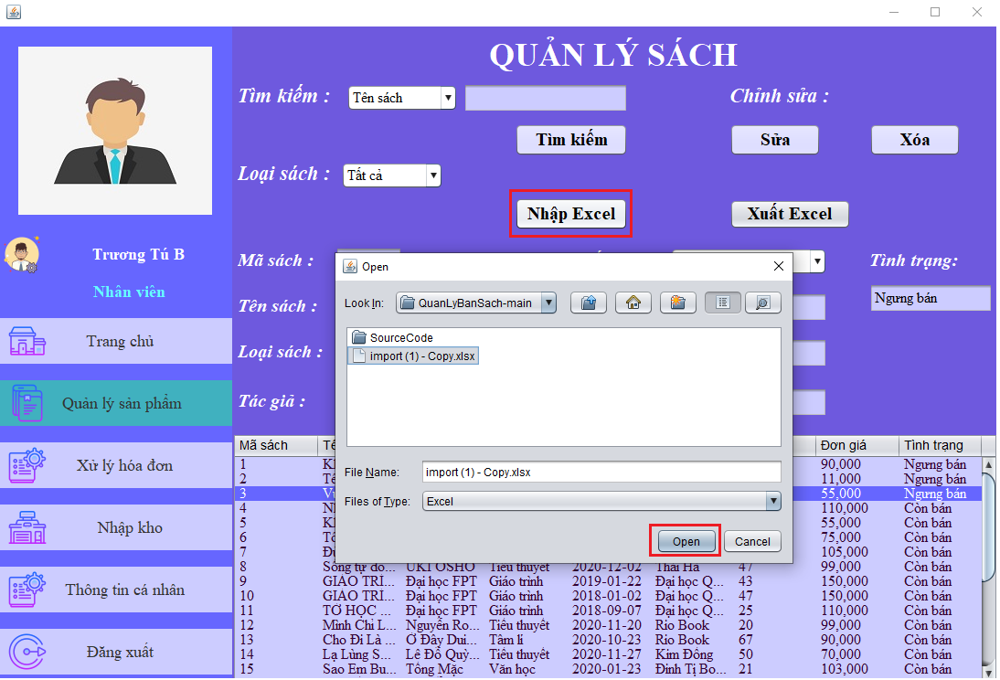 QUẢN LÝ SÁCH
Tìm kiếm : Tên sách Chỉnh sửa :
Tìm kiếm Sửa Xóa
Loại sách : Tất cả
Nhập Excel Xuất Excel
Trương Tú B
Nhân viên
Trang chủ
Quản lý sản phẩm
Xử lý hóa đơn
Nhập kho
Thông tin cá nhân
Đăng xuất
Mã sách : Tình trạng:
Tên sách : Ngưng bán
Loại sách :
Tác giả :
Open
Look In: QuanLyBanSach-main
SourceCode
import (1) - Copy.xlsx
File Name: import (1) - Copy.xlsx
Files of Type: Excel
Open Cancel
Mã sách Đơn giá Tình trạng
1 90,000 Ngưng bán
2 11,000 Ngưng bán
3 55,000 Ngưng bán
4 110,000 Còn bán
5 55,000 Còn bán
6 75,000 Còn bán
7 105,000 Còn bán
8 Sống tự do... UKI OSHO Tiểu thuyết 2020-12-02 Thái Hà 47 99,000 Còn bán
9 GIÁO TRÌ... Đại học FPT Giáo trình 2019-01-22 Đại học Q... 43 150,000 Còn bán
10 GIÁO TRÌ... Đại học FPT Giáo trình 2018-01-02 Đại học Q... 47 150,000 Còn bán
11 TỜ HỌC ... Đại học FPT Giáo trình 2018-09-07 Đại học Q... 25 110,000 Còn bán
12 Mình Chỉ L... Nguyễn Ro... Tiểu thuyết 2020-11-20 Rio Book 20 99,000 Còn bán
13 Cho Đi Là ... Ở Đây Dui... Tâm lí 2020-10-23 Rio Book 67 90,000 Còn bán
14 Lạ Lùng S... Lê Đỗ Quỳ... Tiểu thuyết 2020-11-27 Kim Đồng 50 70,000 Còn bán
15 Sao Em Bu... Tống Mặc Văn học 2020-01-23 Đinh Tị Bo... 21 103,000 Còn bán